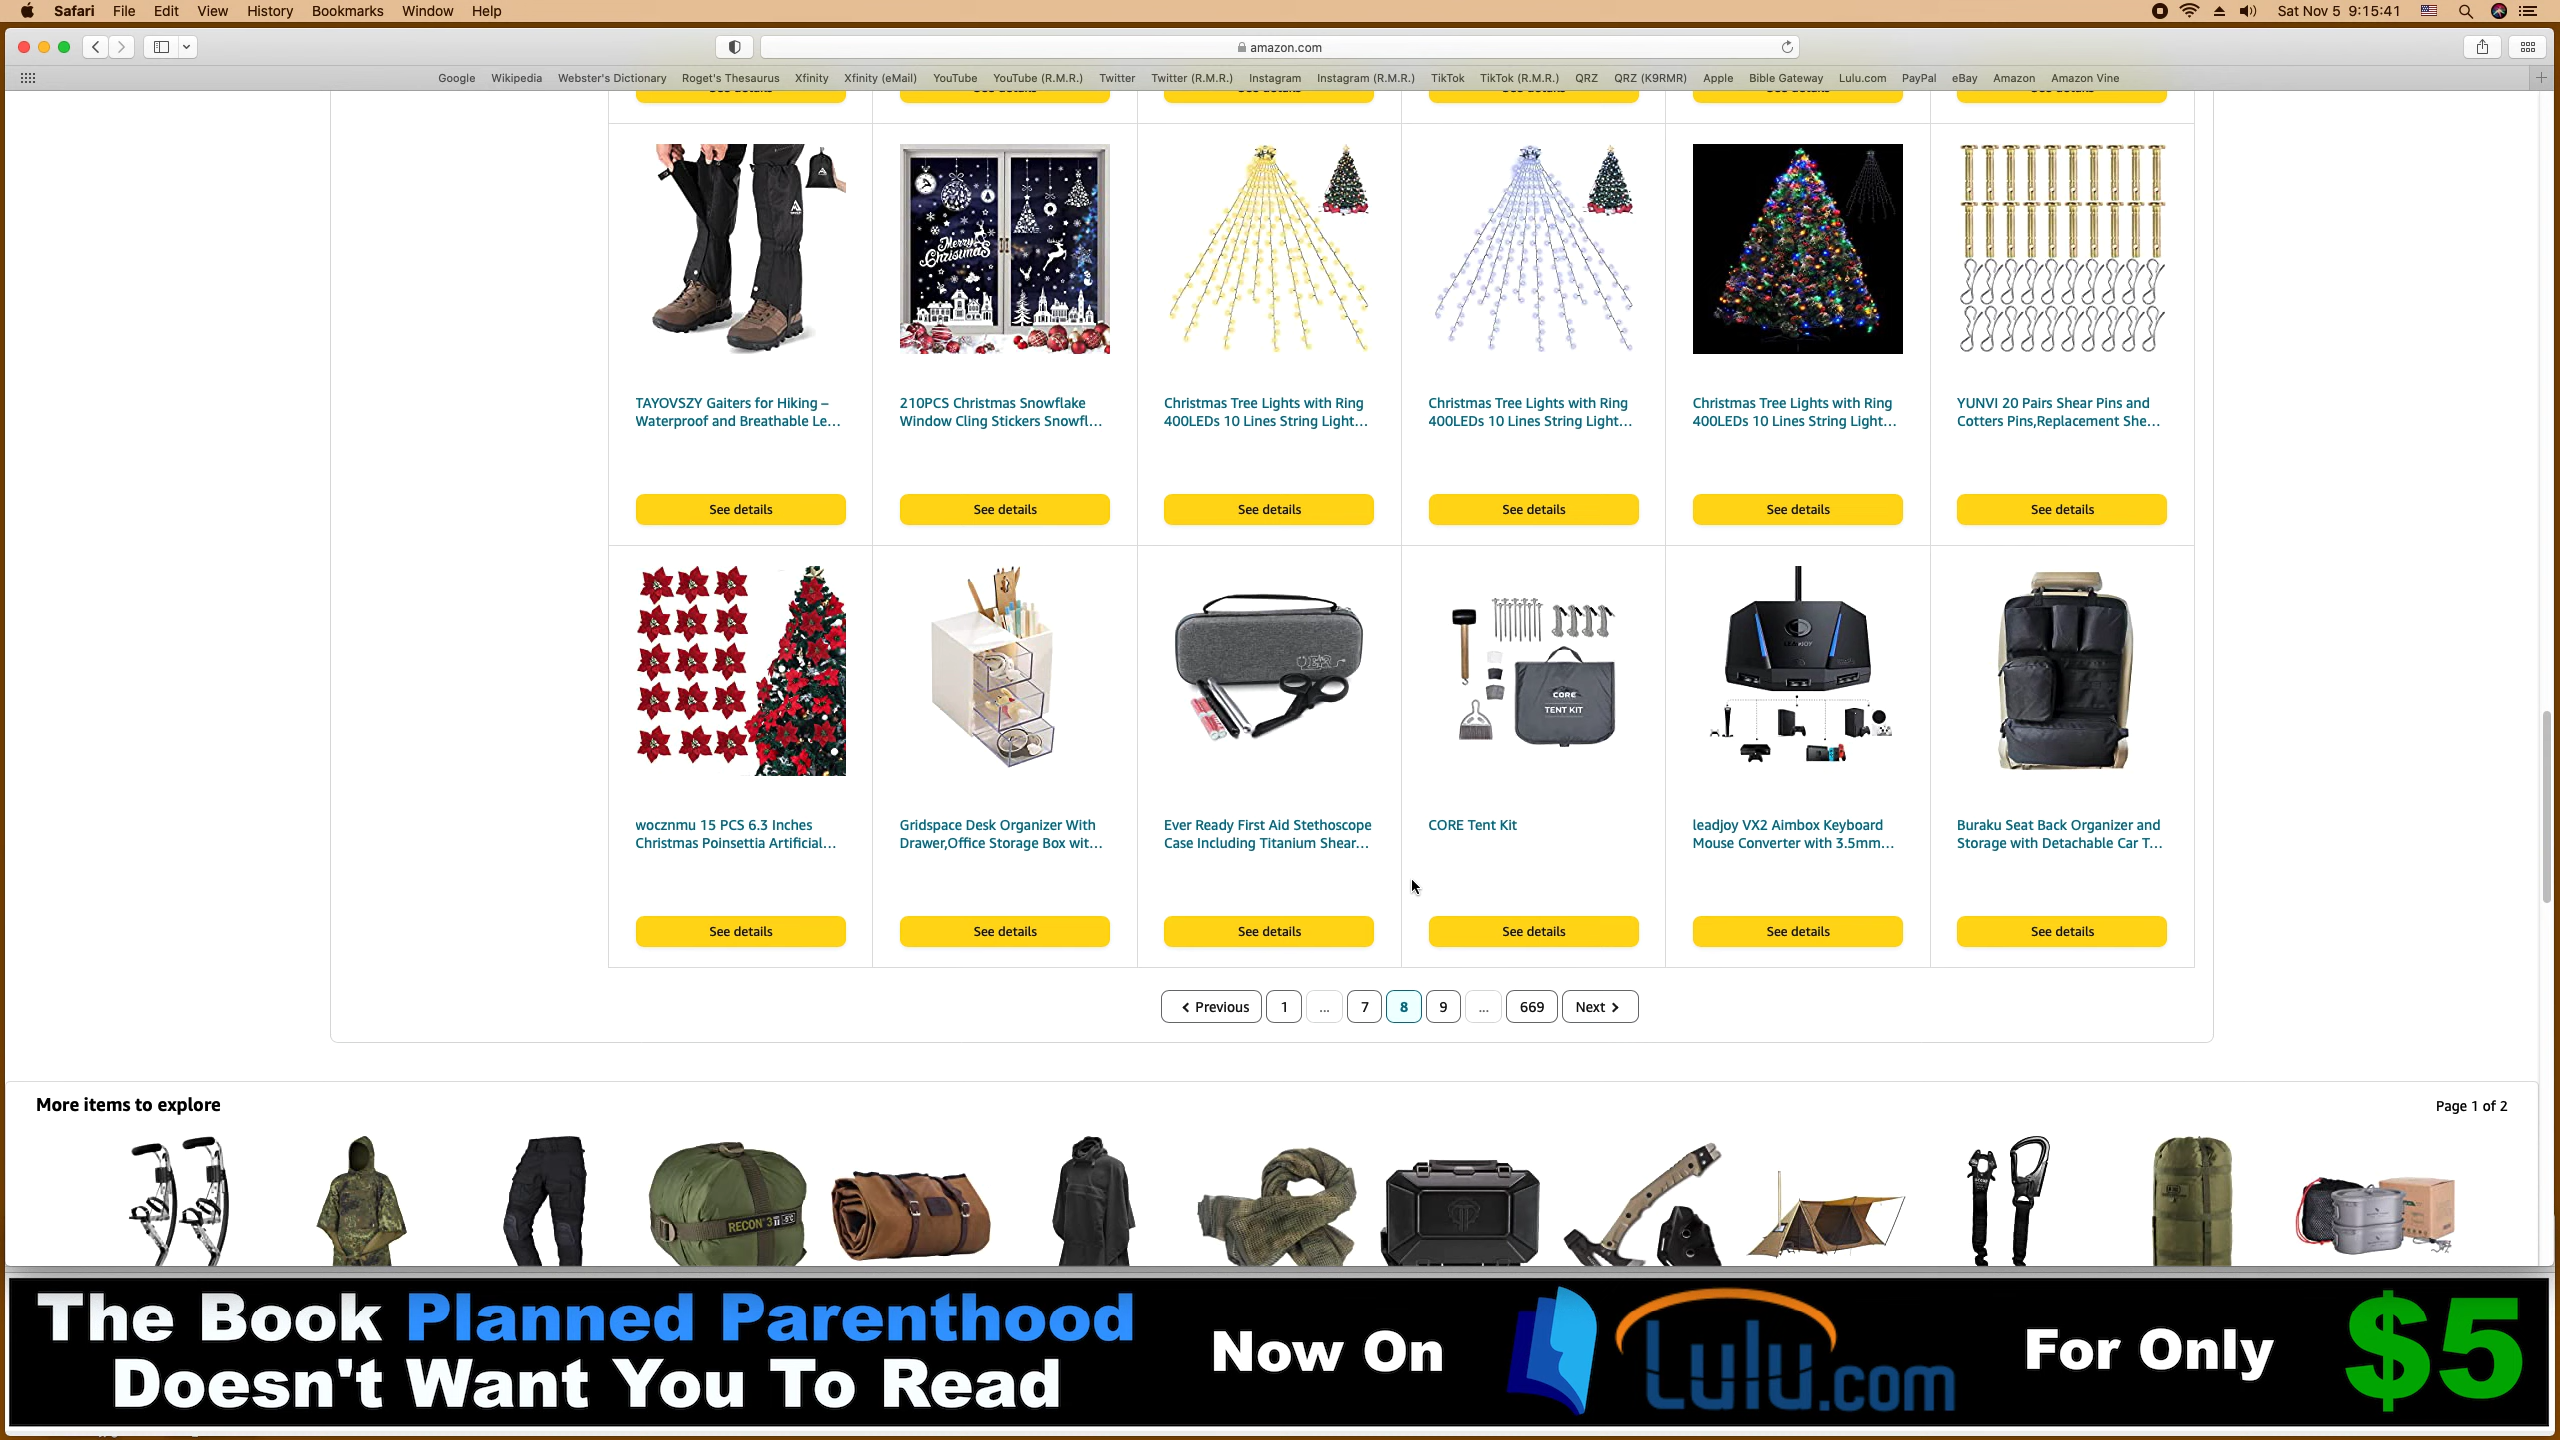 Safari File Edit View History Bookmarks Window Help
Sat Nov 5 9:15:41
amazon.com
Google Wikipedia Webster's Dictionary Roget's Thesaurus Xfinity Xfinity (eMail) YouTube YouTube (R.M.R.) Twitter Twitter (R.M.R.) Instagram Instagram (R.M.R.) TikTok TikTok (R.M.R.) QRZ QRZ (K9RMR) Apple Bible Gateway Lulu.com PayPal eBay Amazon Amazon Vine
Merry
Christmas
TAYOVSZY Gaiters for Hiking –
Waterproof and Breathable Le...
210PCS Christmas Snowflake
Window Cling Stickers Snowfl...
Christmas Tree Lights with Ring
400LEDs 10 Lines String Light...
Christmas Tree Lights with Ring
400LEDs 10 Lines String Light...
Christmas Tree Lights with Ring
400LEDs 10 Lines String Light...
YUNVI 20 Pairs Shear Pins and
Cotters Pins,Replacement She...
See details See details See details See details See details See details
CORE
TENT KIT
wocznmu 15 PCS 6.3 Inches
Christmas Poinsettia Artificial...
Gridspace Desk Organizer With
Drawer,Office Storage Box wit...
Ever Ready First Aid Stethoscope
Case Including Titanium Shear...
CORE Tent Kit
leadjoy VX2 Aimbox Keyboard
Mouse Converter with 3.5mm...
Buraku Seat Back Organizer and
Storage with Detachable Car T...
See details See details See details See details See details See details
Previous 1 ... 7 8 9 ... 669 Next
More items to explore
Page 1 of 2
RECON 3
The Book Planned Parenthood
Doesn't Want You To Read
Now On
Lulu.com
For Only
$5